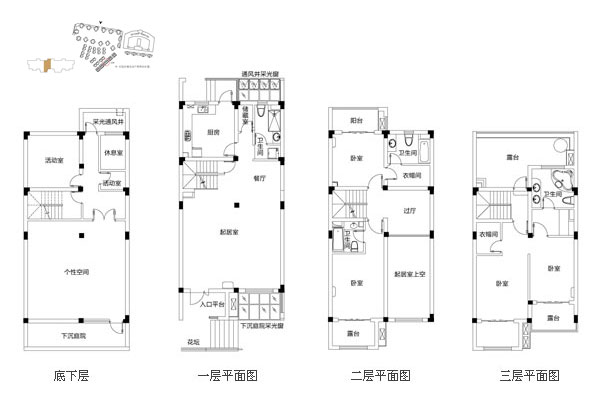 采光通风井
活动室
休息室
活动室
个性空间
下沉庭院
底下层
通风井采光窗
厨房
储藏室
卫生间
餐厅
起居室
入口平台
下沉庭院采光窗
花坛
一层平面图
阳台
卧室
卫生间
衣帽间
过厅
卫生间
卧室
起居室上空
露台
二层平面图
露台
卫生间
衣帽间
卧室
卧室
露台
三层平面图